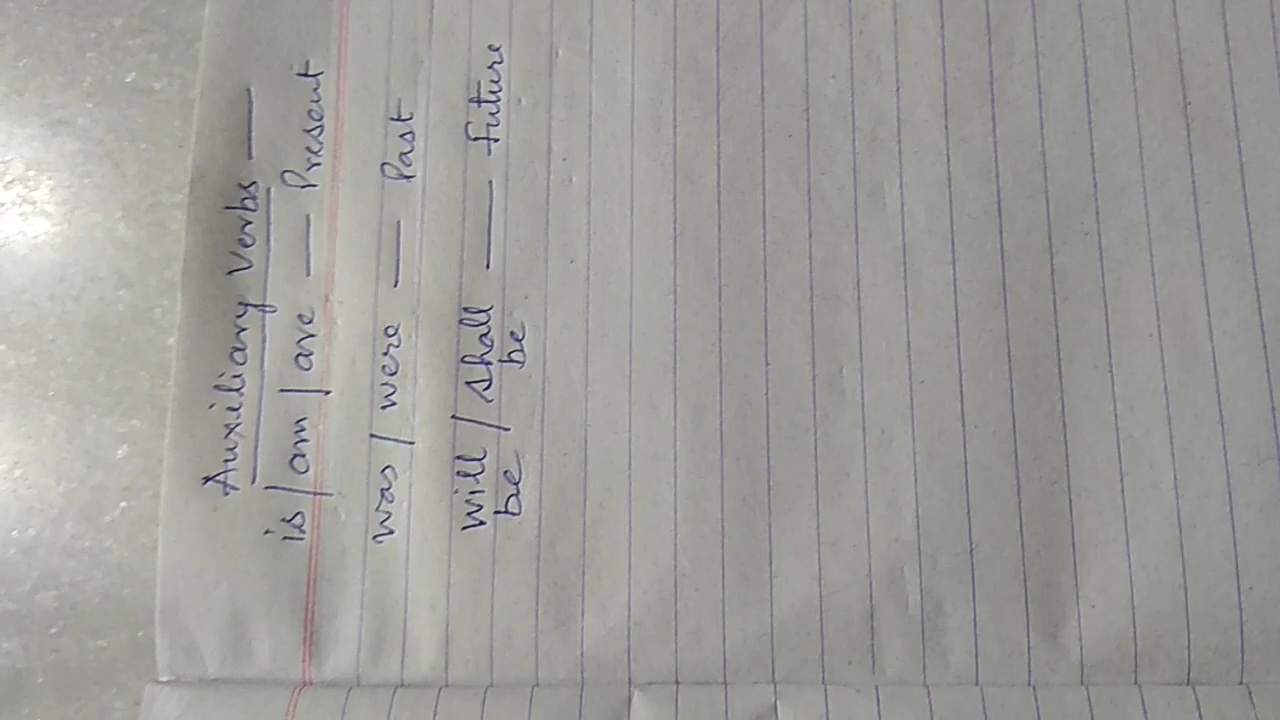 Auxiliary Verbs —
is / am / are — Present
was / were — Past
will / shall — Future
be be